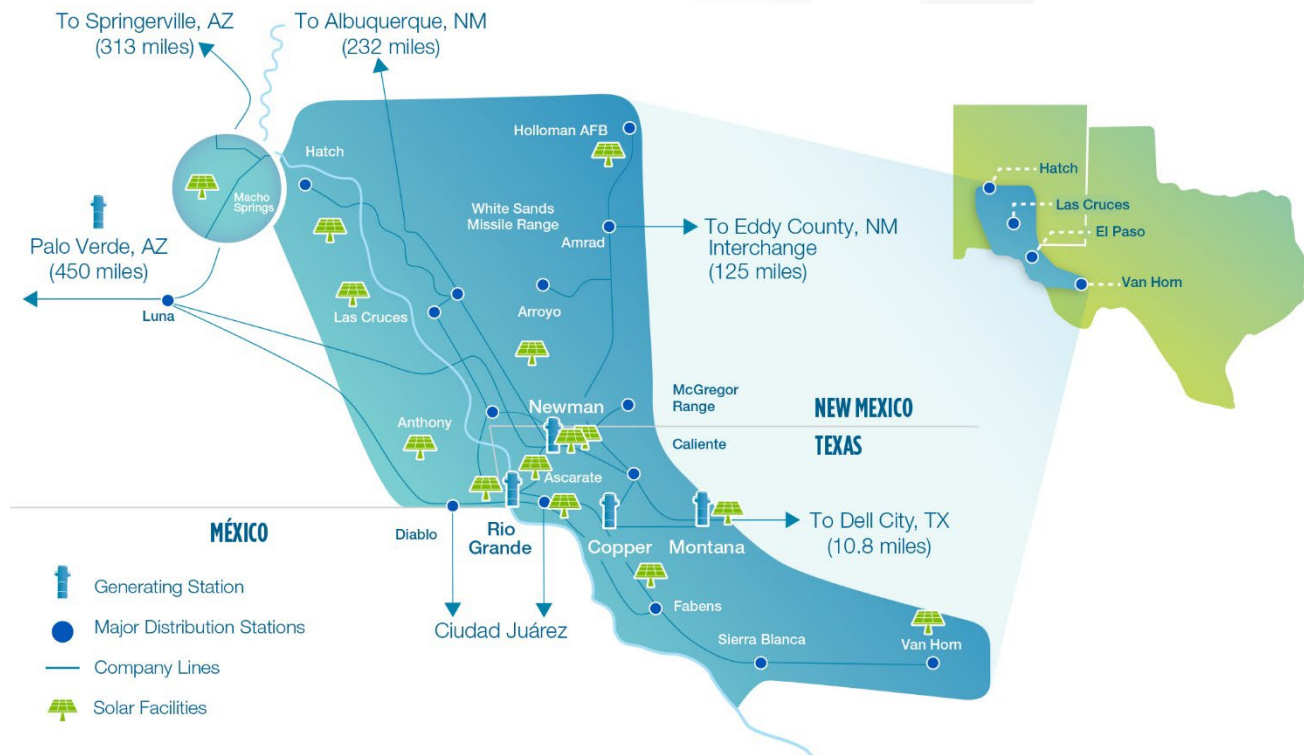 To Springerville, AZ
(313 miles)
To Albuquerque, NM
(232 miles)
Holloman AFB
Hatch
Macho
Springs
White Sands
Missile Range
Amrad
To Eddy County, NM
Interchange
(125 miles)
Palo Verde, AZ
(450 miles)
Luna
Las Cruces
Arroyo
Hatch
Las Cruces
El Paso
Van Horn
McGregor
Range
NEW MEXICO
Newman
Anthony
Caliente
TEXAS
Ascarate
MÉXICO
Diablo
Rio
Grande
Copper
Montana
To Dell City, TX
(10.8 miles)
Ciudad Juárez
Fabens
Sierra Blanca
Van Horn
Generating Station
Major Distribution Stations
Company Lines
Solar Facilities